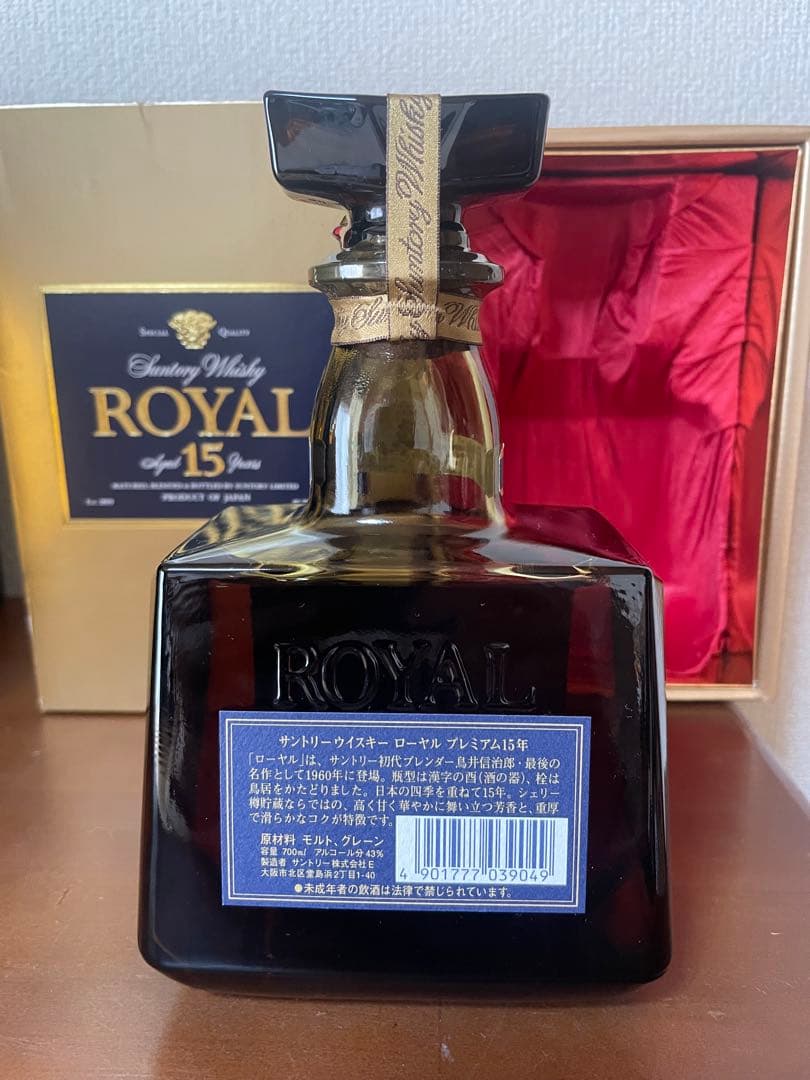 Suntory Whisky
Suntory Whisky
SPECIAL QUALITY
Suntory Whisky
ROYAL
Aged 15 Years
PRODUCT OF JAPAN
ROYAL
サントリーウイスキー ローヤル プレミアム15年
「ローヤル」は、サントリー初代ブレンダー鳥井信治郎・最後の
名作として1960年に登場。瓶型は漢字の酉(酒の器)、栓は
鳥居をかたどりました。日本の四季を重ねて15年。シェリー
樽貯蔵ならではの、高く甘く華やかに舞い立つ芳香と、重厚
で滑らかなコクが特徴です。
原材料 モルト、グレーン
容量 700ml アルコール分43%
製造者 サントリー株式会社E
大阪市北区堂島浜2丁目1-40
4 901777 039049
●未成年者の飲酒は法律で禁じられています。